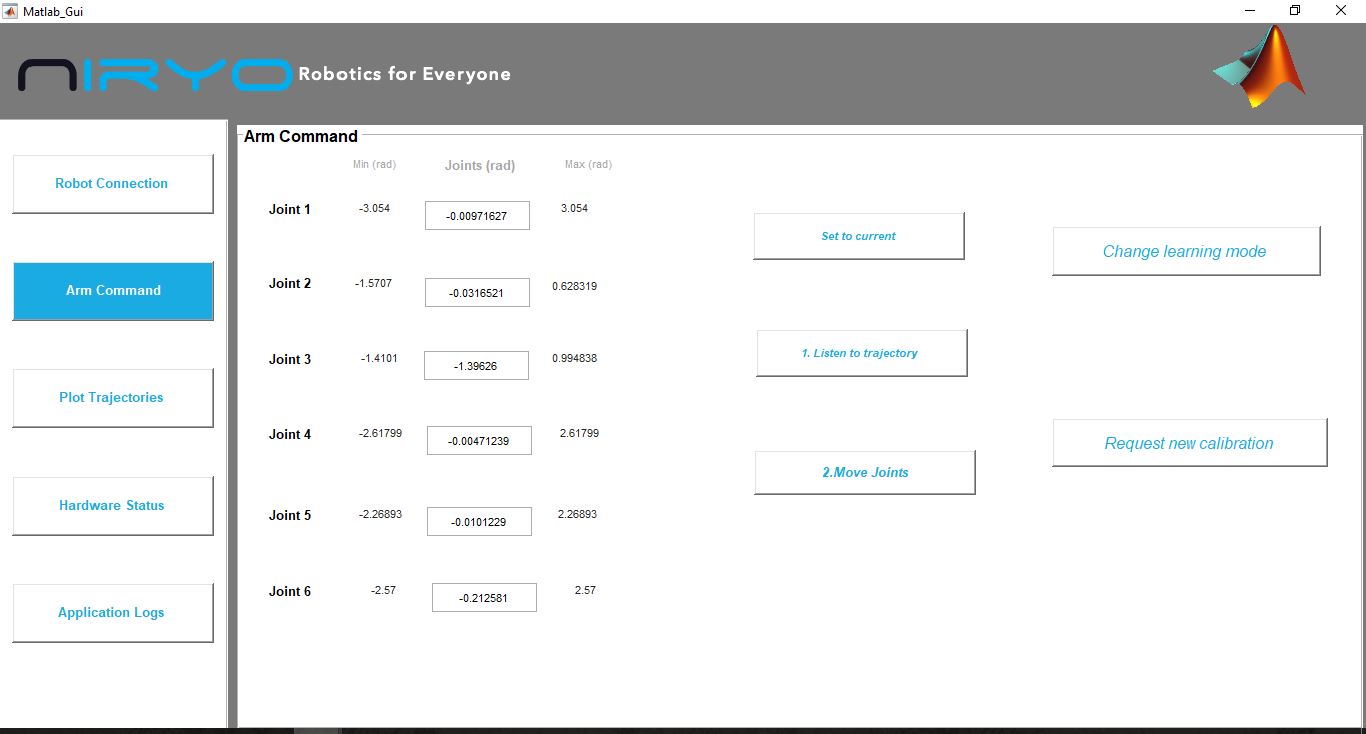 Matlab_Gui
NIRYO Robotics for Everyone
Arm Command
Min (rad) Joints (rad) Max (rad)
Robot Connection
Arm Command
Plot Trajectories
Hardware Status
Application Logs
Joint 1 -3.054 -0.00971627 3.054
Joint 2 -1.5707 -0.0316521 0.628319
Joint 3 -1.4101 -1.39626 0.994838
Joint 4 -2.61799 -0.00471239 2.61799
Joint 5 -2.26893 -0.0101229 2.26893
Joint 6 -2.57 -0.212581 2.57
Set to current
1. Listen to trajectory
2.Move Joints
Change learning mode
Request new calibration